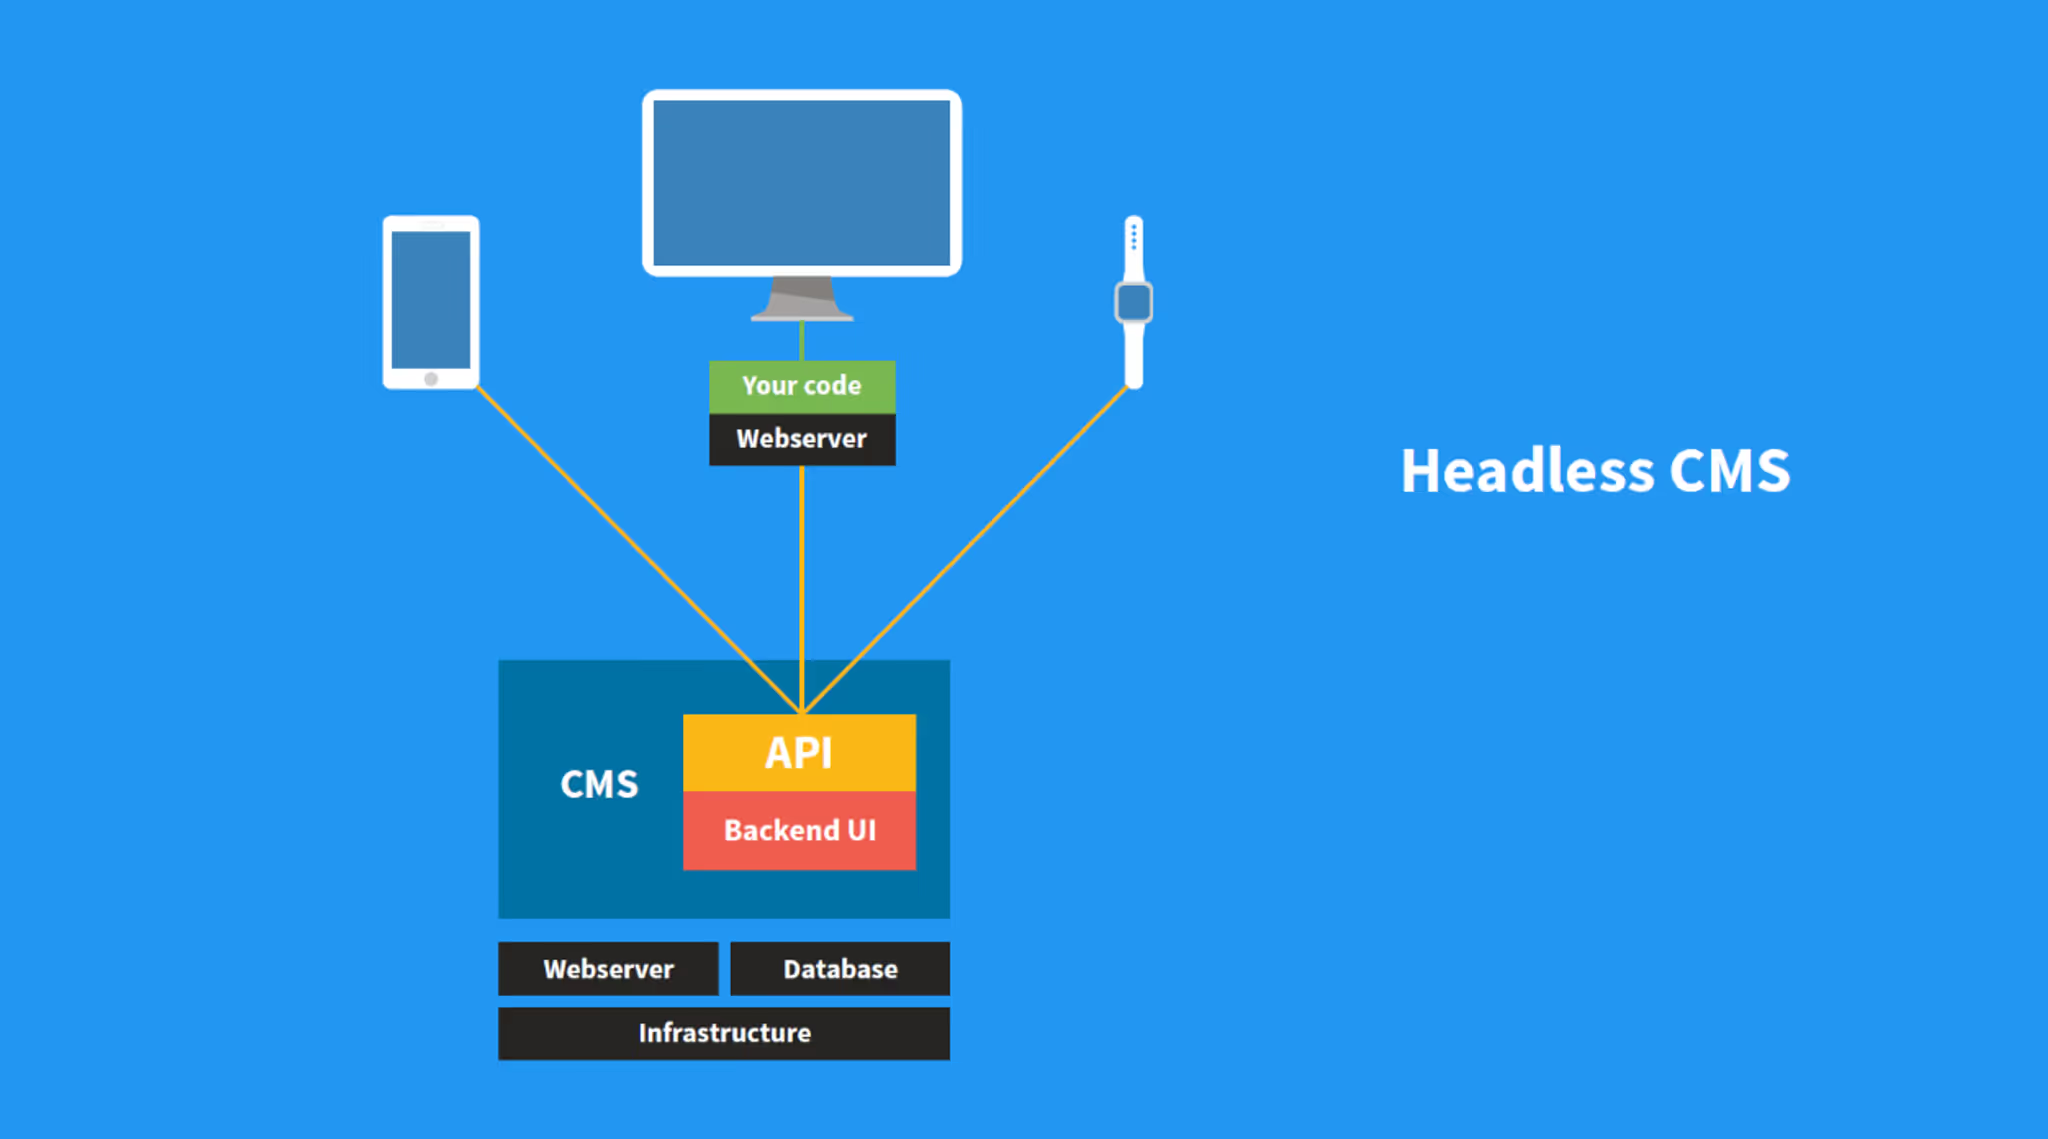 Your code
Webserver
Headless CMS
API
CMS
Backend UI
Webserver
Database
Infrastructure